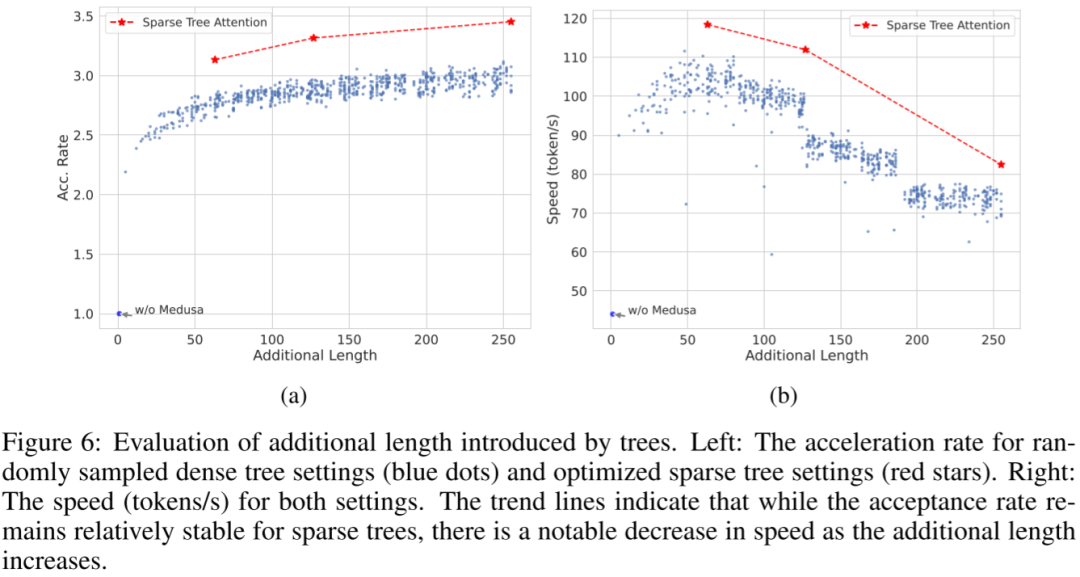 3.5
3.0
2.5
2.0
1.5
1.0
Acc. Rate
Sparse Tree Attention
w/o Medusa
0 50 100 150 200 250
Additional Length
(a)
120
110
100
90
80
70
60
50
Speed (token/s)
Sparse Tree Attention
w/o Medusa
0 50 100 150 200 250
Additional Length
(b)
Figure 6: Evaluation of additional length introduced by trees. Left: The acceleration rate for ran-
domly sampled dense tree settings (blue dots) and optimized sparse tree settings (red stars). Right:
The speed (tokens/s) for both settings. The trend lines indicate that while the acceptance rate re-
mains relatively stable for sparse trees, there is a notable decrease in speed as the additional length
increases.